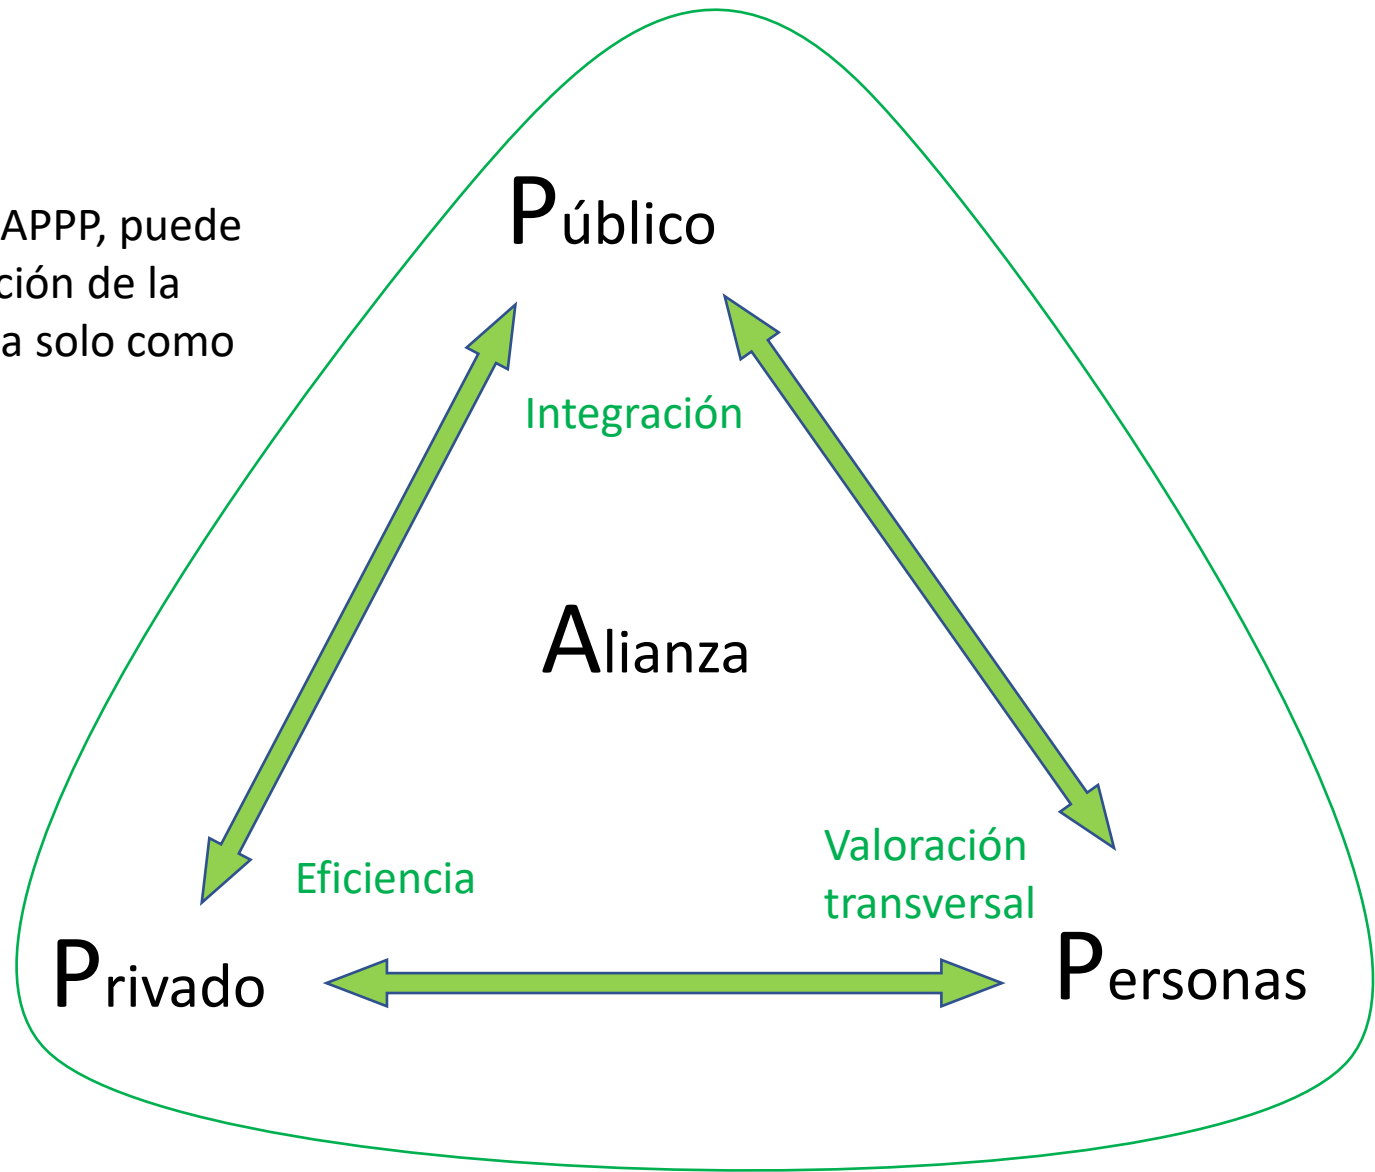 Público
APPP, puede
ción de la
a solo como
Integración
Alianza
Valoración
transversal
Eficiencia
Privado
Personas